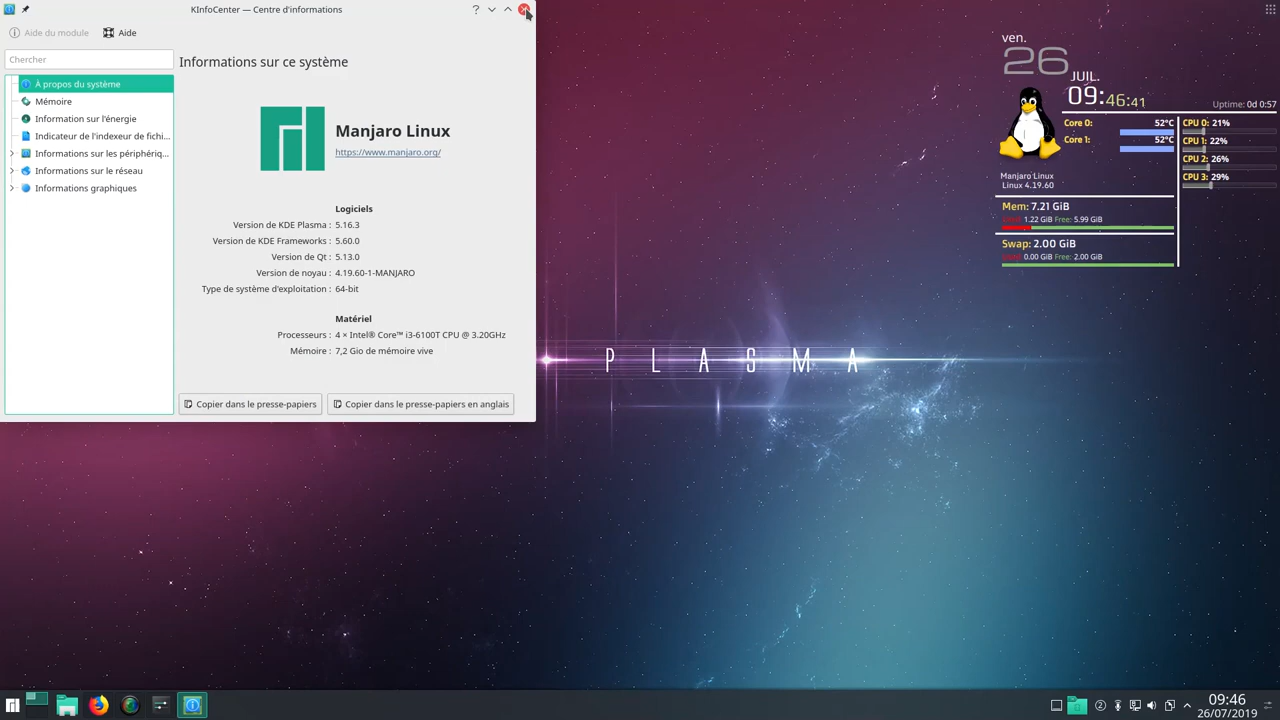 KInfoCenter — Centre d'informations
Aide du module
Aide
Chercher
À propos du système
Mémoire
Information sur l'énergie
Indicateur de l'indexeur de fichi...
Informations sur les périphériq...
Informations sur le réseau
Informations graphiques
Informations sur ce système
Manjaro Linux
https://www.manjaro.org/
Logiciels
Version de KDE Plasma : 5.16.3
Version de KDE Frameworks : 5.60.0
Version de Qt : 5.13.0
Version de noyau : 4.19.60-1-MANJARO
Type de système d'exploitation : 64-bit
Matériel
Processeurs : 4 × Intel® Core™ i3-6100T CPU @ 3.20GHz
Mémoire : 7,2 Gio de mémoire vive
Copier dans le presse-papiers
Copier dans le presse-papiers en anglais
PLASMA
ven.
26
JUIL.
09:46:41
Uptime: 0d 0:57
Core 0: 52°C
Core 1: 52°C
CPU 0: 21%
CPU 1: 22%
CPU 2: 26%
CPU 3: 29%
Manjaro Linux
Linux 4.19.60
Mem: 7.21 GiB
1.22 GiB Free: 5.99 GiB
Swap: 2.00 GiB
0.00 GiB Free: 2.00 GiB
2
09:46
26/07/2019